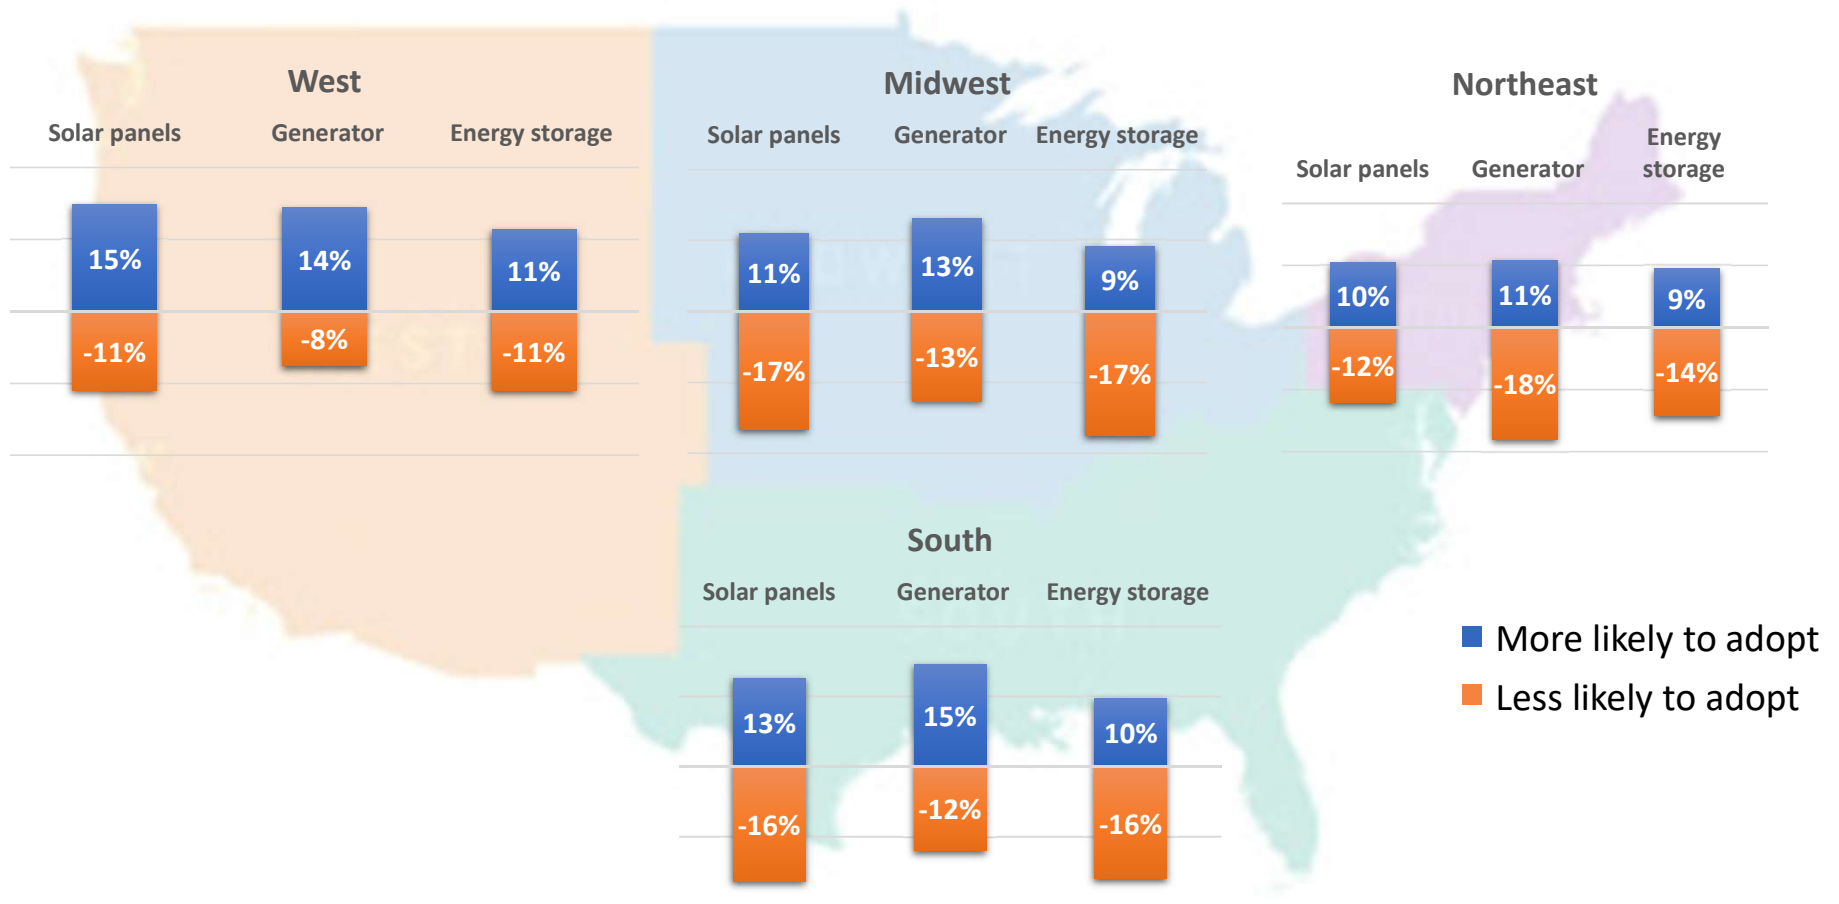 West
Solar panels Generator Energy storage
15% 14% 11%
-11% -8% -11%
Midwest
Solar panels Generator Energy storage
11% 13% 9%
-17% -13% -17%
Northeast
Solar panels Generator Energy
storage
10% 11% 9%
-12% -18% -14%
South
Solar panels Generator Energy storage
13% 15% 10%
-16% -12% -16%
More likely to adopt
Less likely to adopt